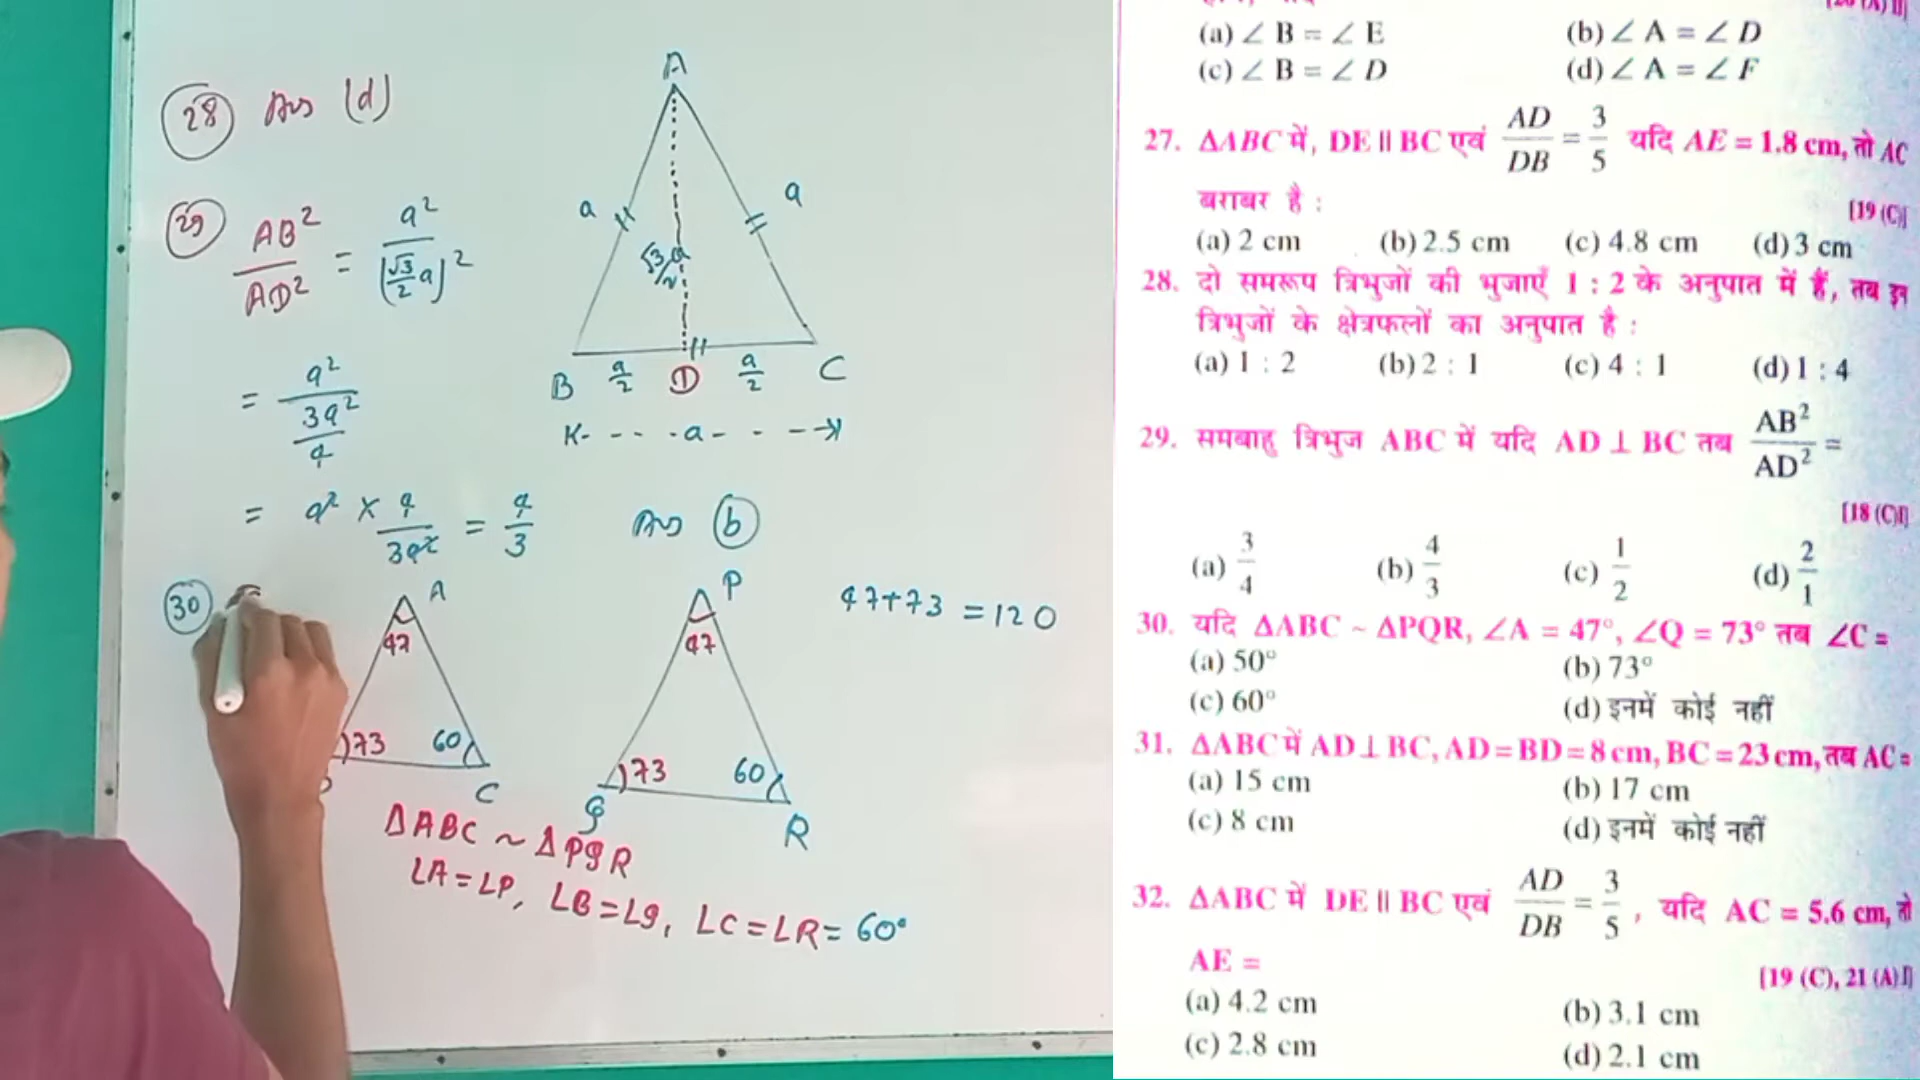 28 Ans (d)
29 AB² / AD² = a² / (√3/2 a)²
= a² / 3a²/4
= a² × 4/3a² = 4/3 Ans (b)
A
a a
√3/2 a
B a/2 D a/2 C
a
30
A
47
73 60
C
P
47
73 60
Q R
47+73 = 120
ΔABC ~ ΔPQR
∠A = ∠P, ∠B = ∠Q, ∠C = ∠R = 60°
(a) ∠ B = ∠ E (b) ∠ A = ∠ D
(c) ∠ B = ∠ D (d) ∠ A = ∠ F
27. ΔABC में, DE || BC एवं AD/DB = 3/5 यदि AE = 1.8 cm, तो AC
बराबर है : [19 (C)]
(a) 2 cm (b) 2.5 cm (c) 4.8 cm (d) 3 cm
28. दो समरूप त्रिभुजों की भुजाएँ 1 : 2 के अनुपात में हैं, तब इन
त्रिभुजों के क्षेत्रफलों का अनुपात है :
(a) 1 : 2 (b) 2 : 1 (c) 4 : 1 (d) 1 : 4
29. समबाहु त्रिभुज ABC में यदि AD ⊥ BC तब AB²/AD² =
[18 (C)I]
(a) 3/4 (b) 4/3 (c) 1/2 (d) 2/1
30. यदि ΔABC ~ ΔPQR, ∠A = 47°, ∠Q = 73° तब ∠C =
(a) 50° (b) 73°
(c) 60° (d) इनमें कोई नहीं
31. ΔABC में AD ⊥ BC, AD = BD = 8 cm, BC = 23 cm, तब AC =
(a) 15 cm (b) 17 cm
(c) 8 cm (d) इनमें कोई नहीं
32. ΔABC में DE || BC एवं AD/DB = 3/5, यदि AC = 5.6 cm, तो
AE = [19 (C), 21 (A) I]
(a) 4.2 cm (b) 3.1 cm
(c) 2.8 cm (d) 2.1 cm